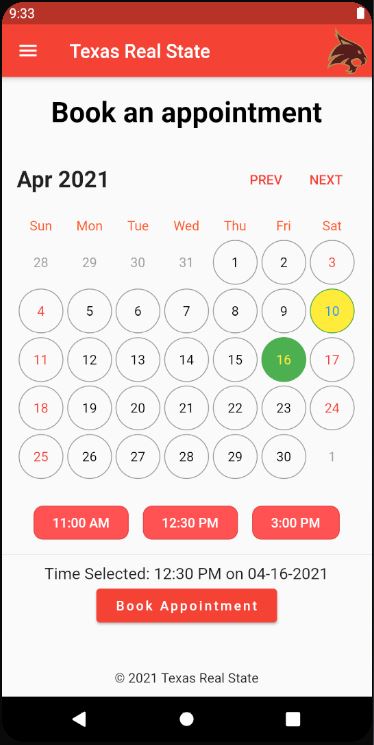 9:33
Texas Real State
Book an appointment
Apr 2021 PREV NEXT
Sun Mon Tue Wed Thu Fri Sat
28 29 30 31 1 2 3
4 5 6 7 8 9 10
11 12 13 14 15 16 17
18 19 20 21 22 23 24
25 26 27 28 29 30 1
11:00 AM 12:30 PM 3:00 PM
Time Selected: 12:30 PM on 04-16-2021
Book Appointment
© 2021 Texas Real State